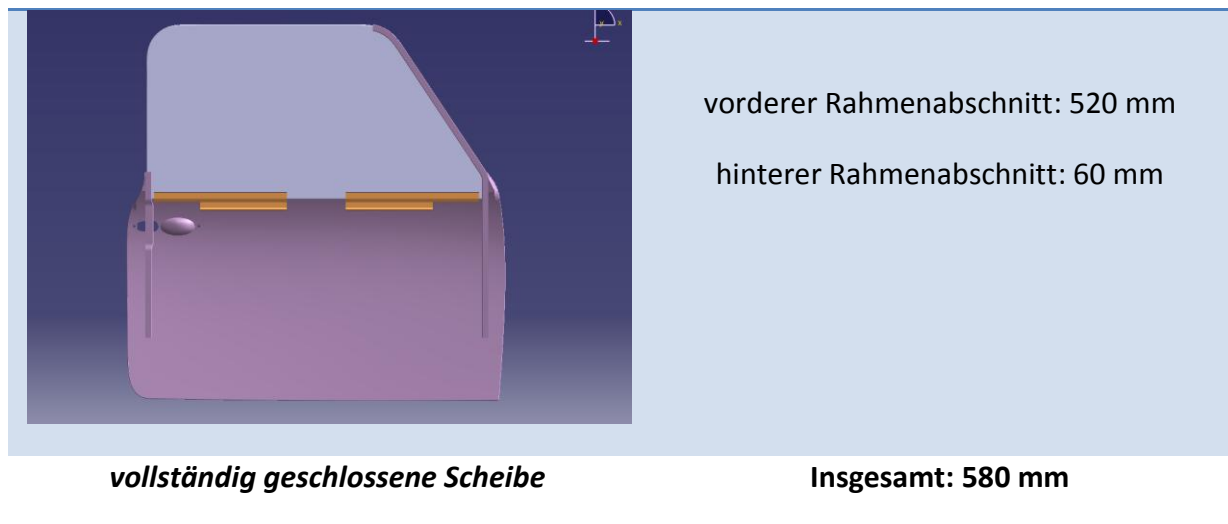 vorderer Rahmenabschnitt: 520 mm
hinterer Rahmenabschnitt: 60 mm
vollständig geschlossene Scheibe
Insgesamt: 580 mm